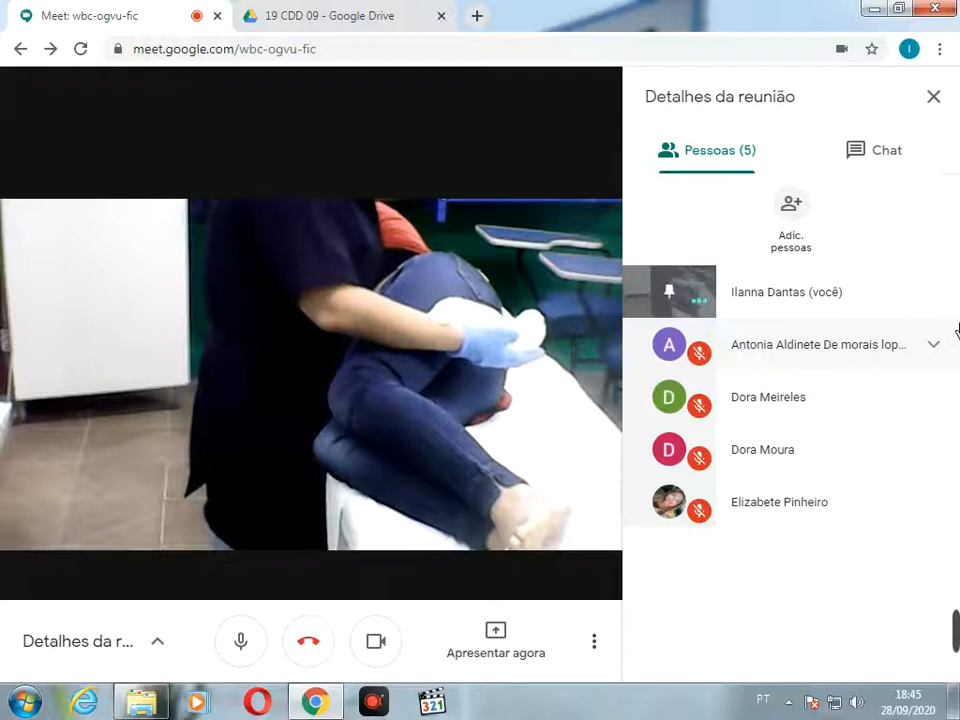 Meet: wbc-ogvu-fic
19 CDD 09 - Google Drive
meet.google.com/wbc-ogvu-fic
I
Detalhes da reunião
Pessoas (5)
Chat
Adic.
pessoas
Ilanna Dantas (você)
A
Antonia Aldinete De morais lop...
D
Dora Meireles
D
Dora Moura
Elizabete Pinheiro
Detalhes da r...
Apresentar agora
321
PT
18:45
28/09/2020